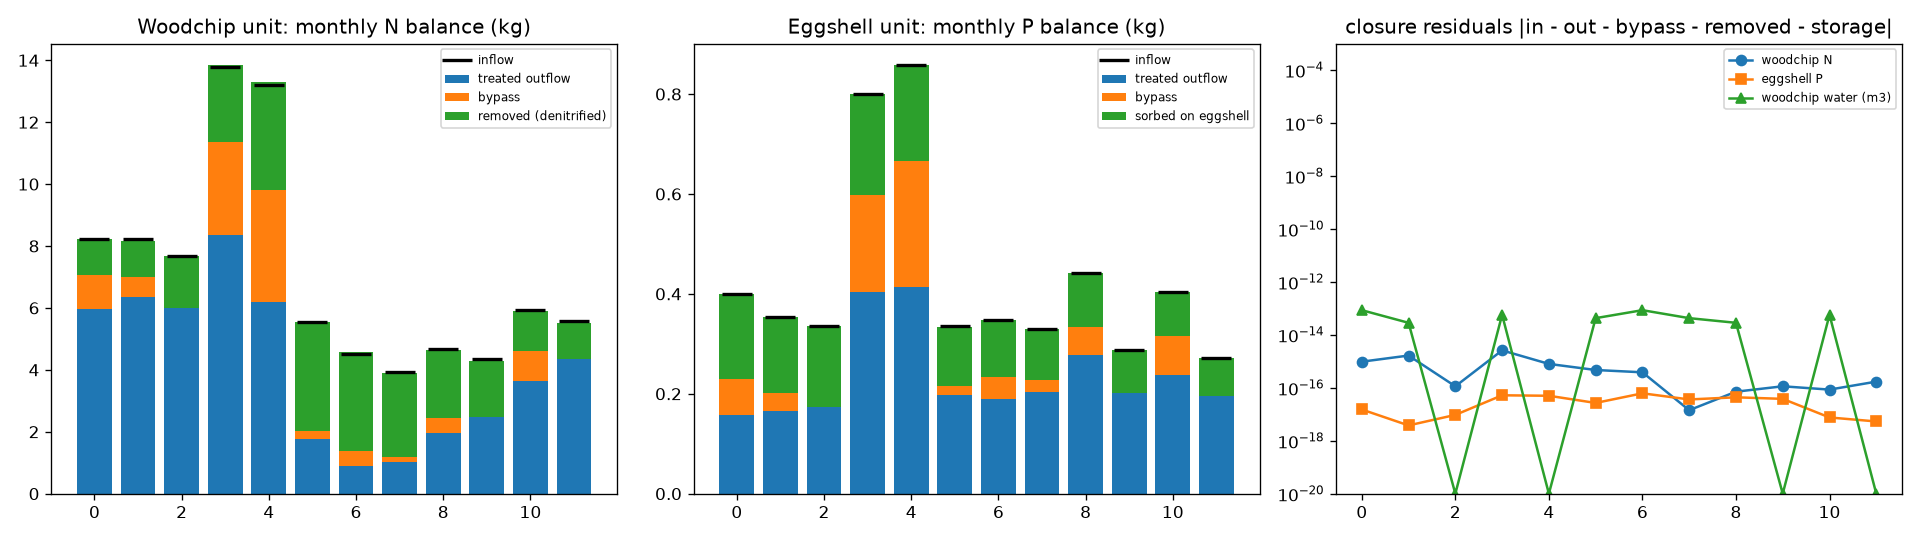 Woodchip unit: monthly N balance (kg)
inflow
treated outflow
bypass
removed (denitrified)
14
12
10
8
6
4
2
0
0 2 4 6 8 10
Eggshell unit: monthly P balance (kg)
inflow
treated outflow
bypass
sorbed on eggshell
0.8
0.6
0.4
0.2
0.0
0 2 4 6 8 10
closure residuals |in - out - bypass - removed - storage|
woodchip N
eggshell P
woodchip water (m3)
10⁻⁴
10⁻⁶
10⁻⁸
10⁻¹⁰
10⁻¹²
10⁻¹⁴
10⁻¹⁶
10⁻¹⁸
10⁻²⁰
0 2 4 6 8 10